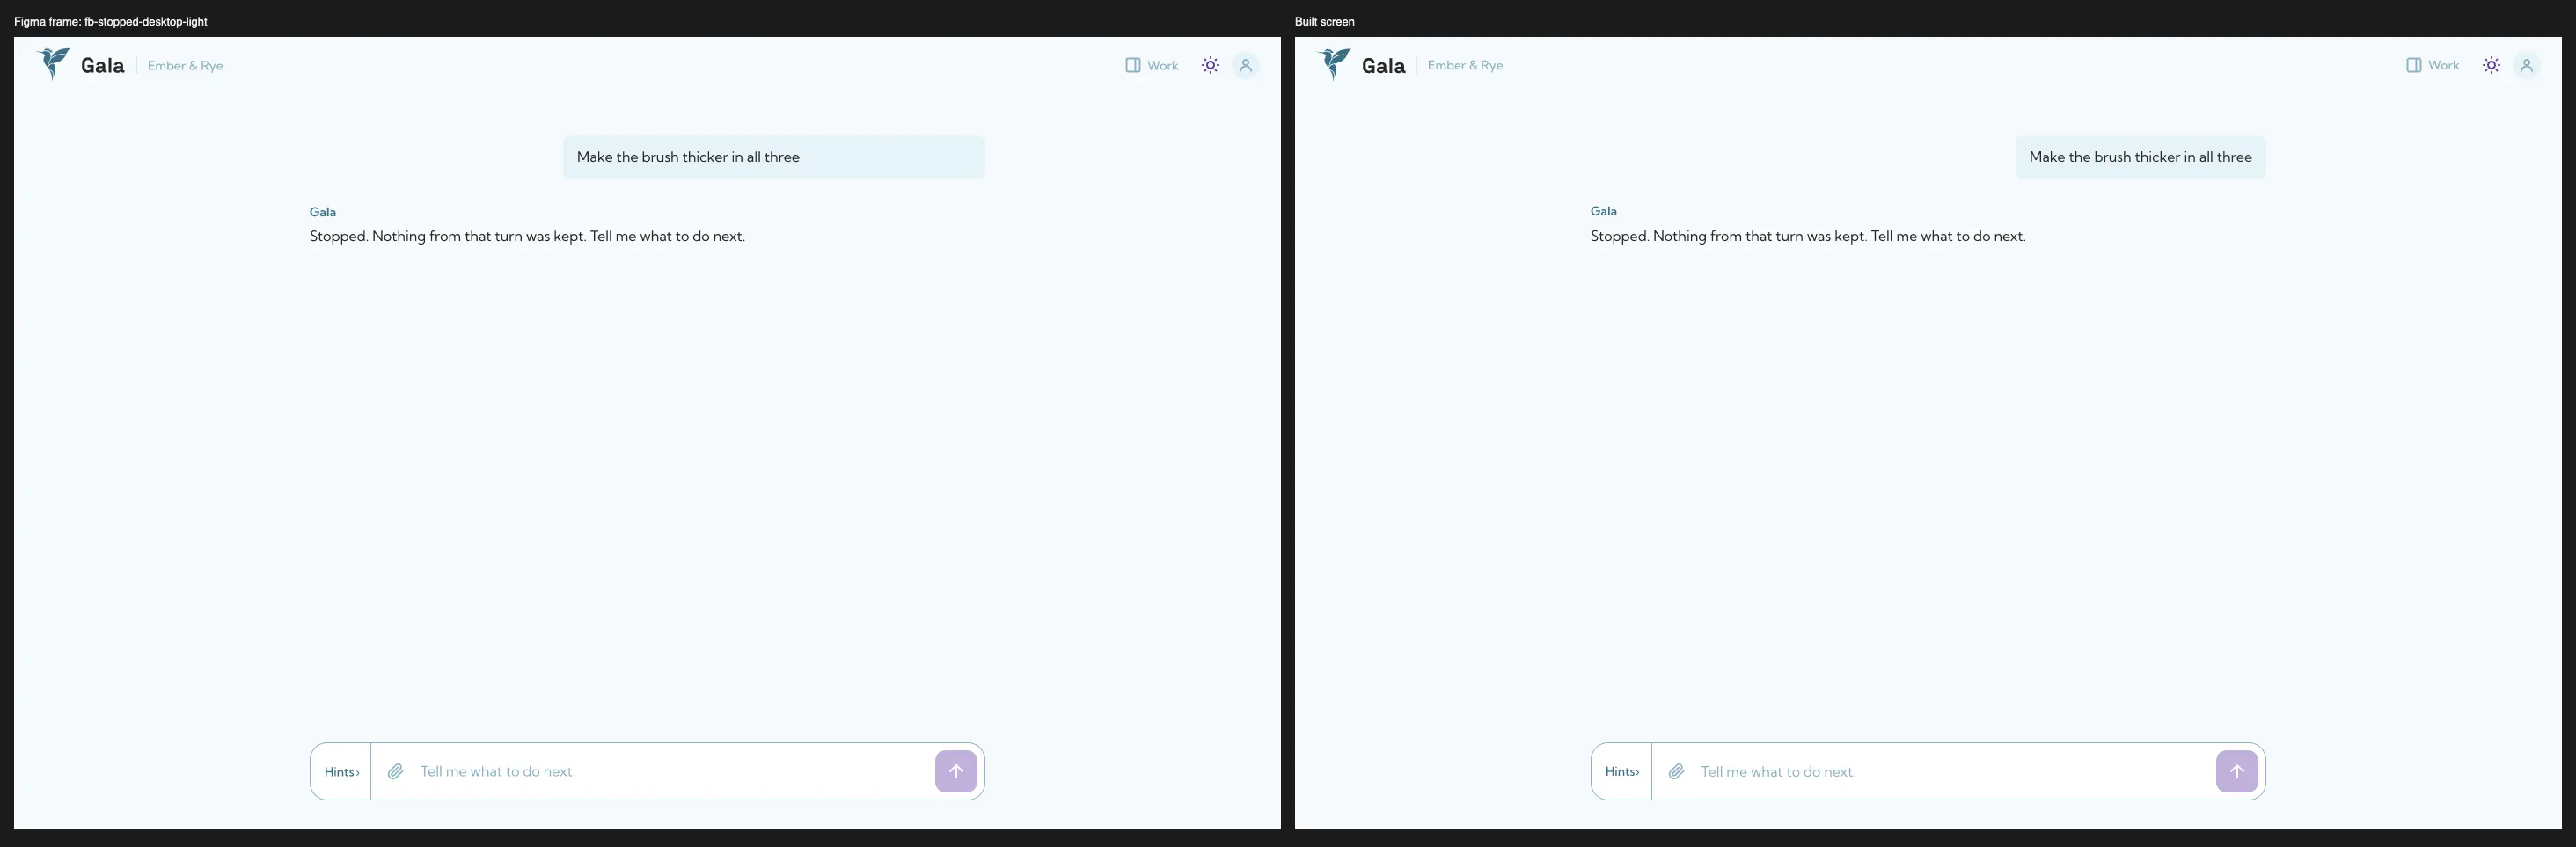 Figma frame: fb-stopped-desktop-light
Gala
Ember & Rye
Work
Make the brush thicker in all three
Gala
Stopped. Nothing from that turn was kept. Tell me what to do next.
Hints›
Tell me what to do next.
Built screen
Gala
Ember & Rye
Work
Make the brush thicker in all three
Gala
Stopped. Nothing from that turn was kept. Tell me what to do next.
Hints›
Tell me what to do next.